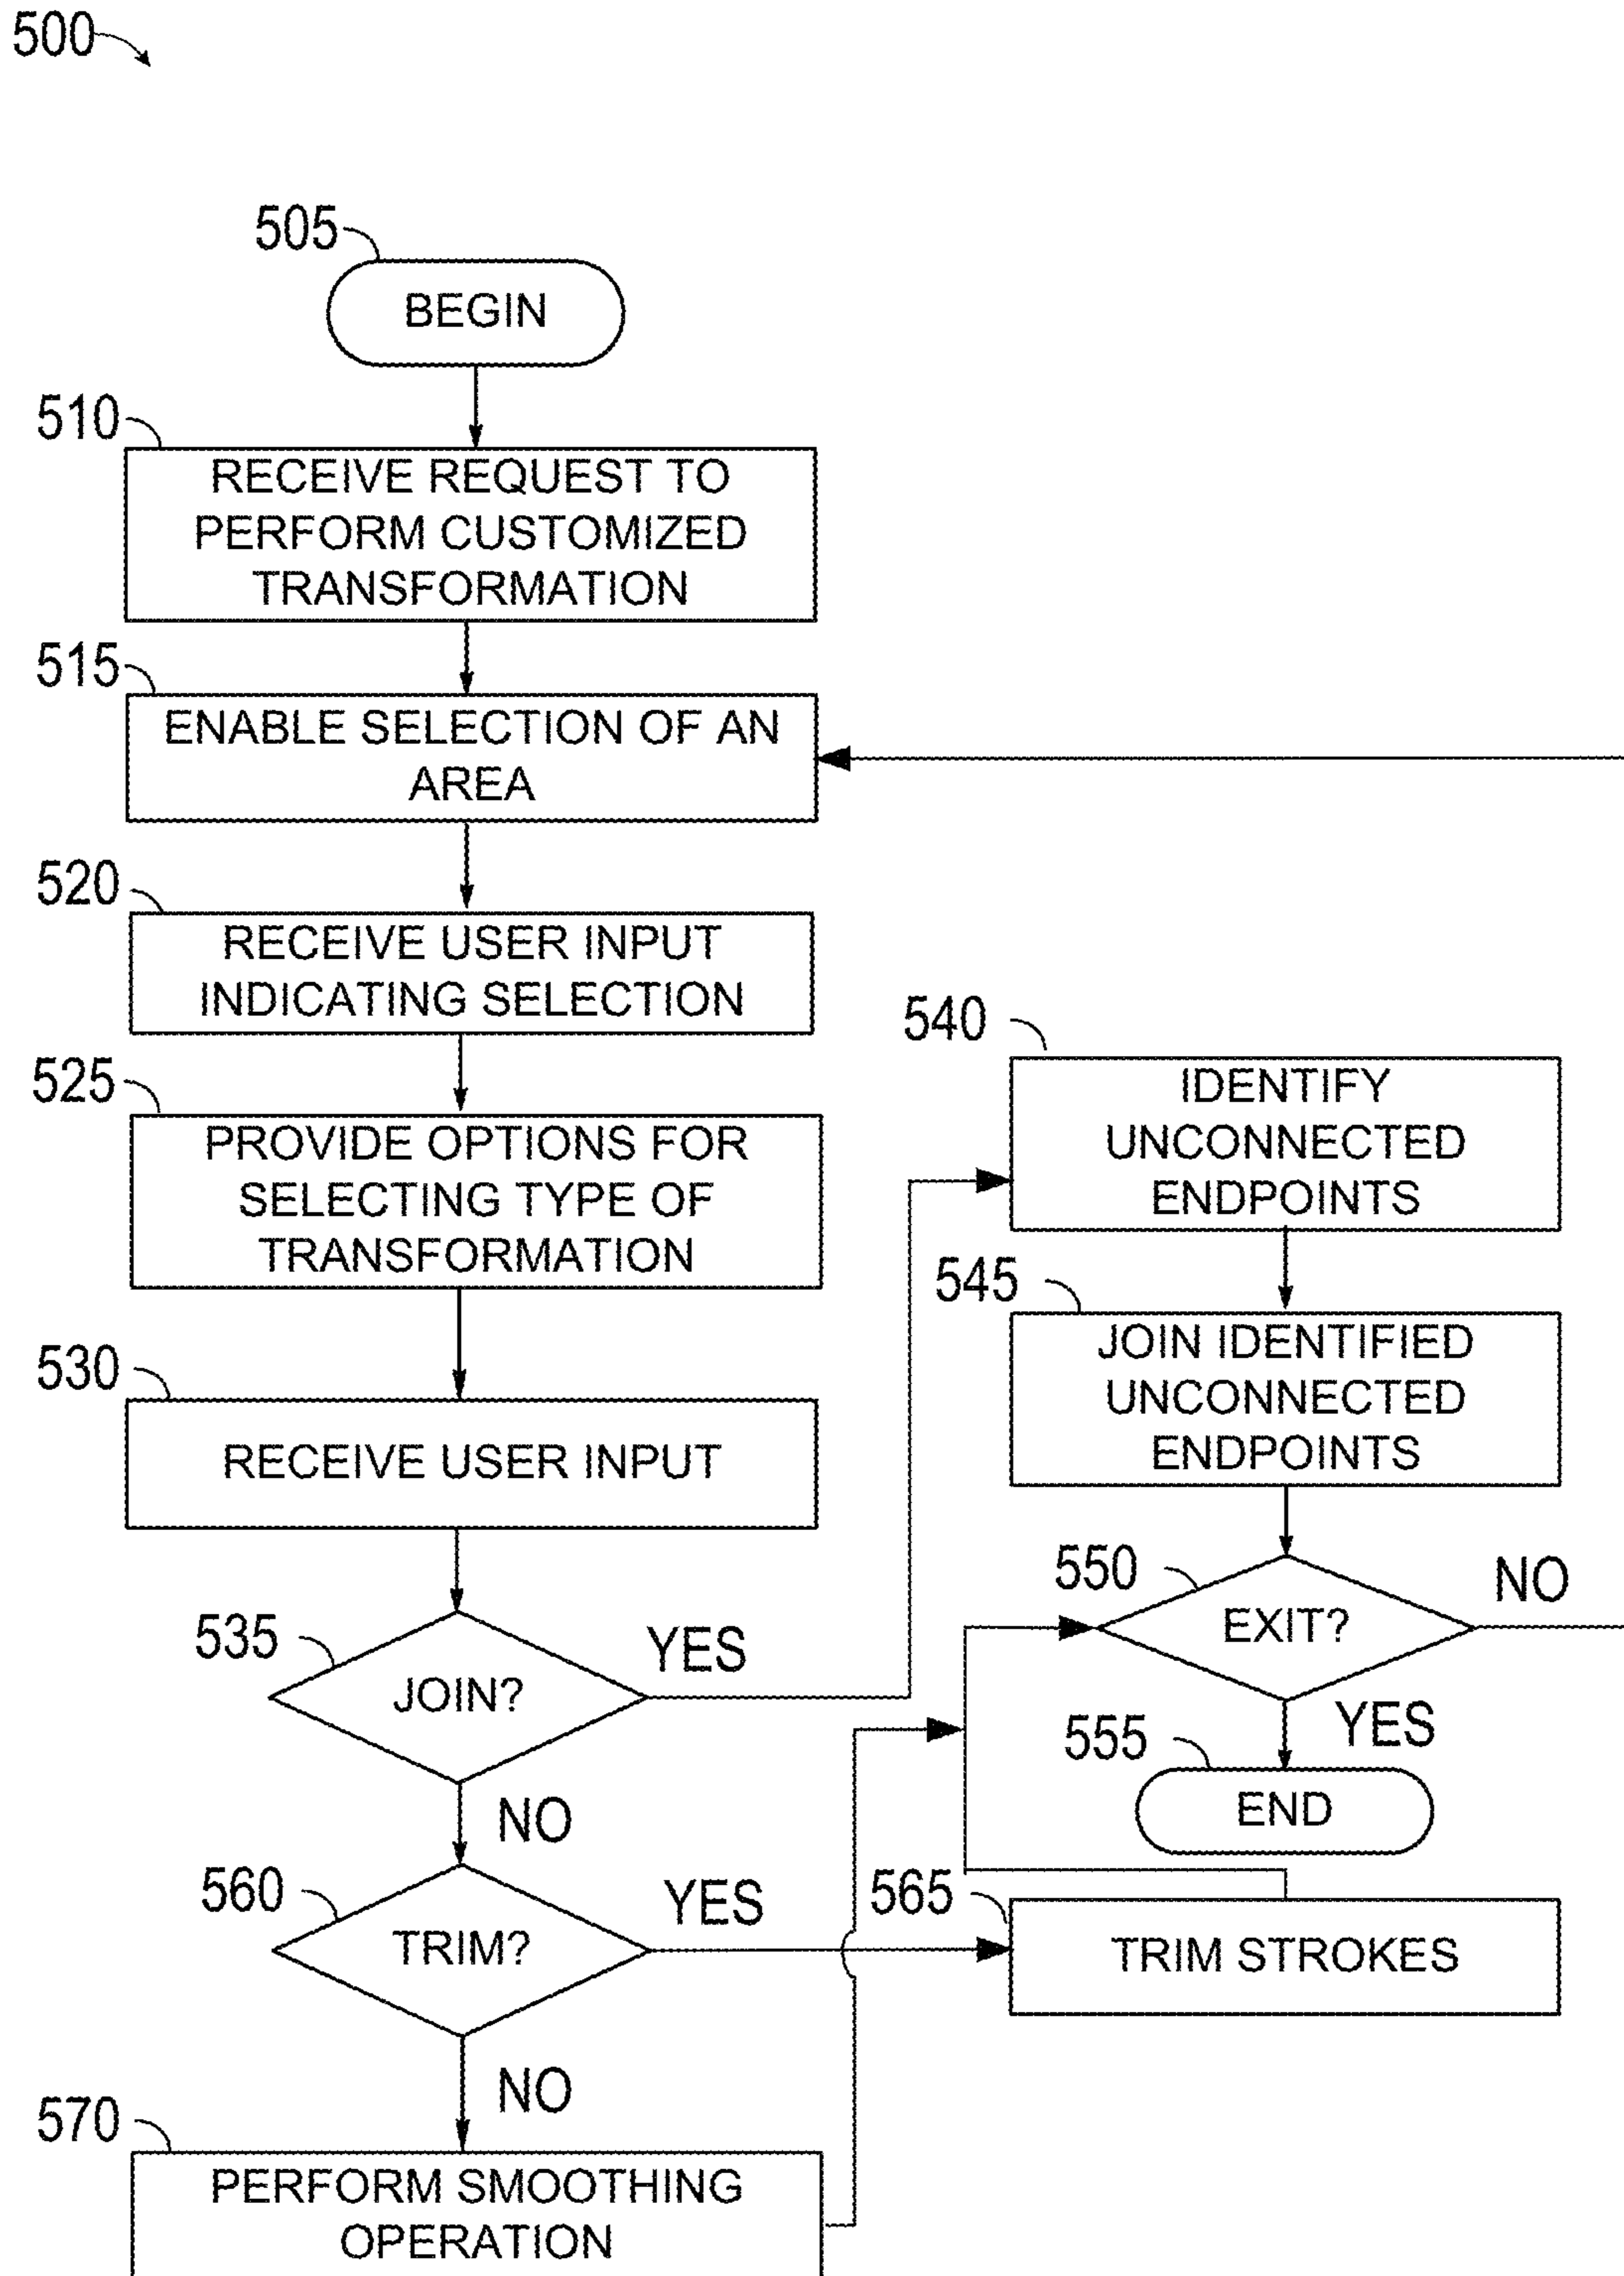 500
505
BEGIN
510
RECEIVE REQUEST TO
PERFORM CUSTOMIZED
TRANSFORMATION
515
ENABLE SELECTION OF AN
AREA
520
RECEIVE USER INPUT
INDICATING SELECTION
525
PROVIDE OPTIONS FOR
SELECTING TYPE OF
TRANSFORMATION
530
RECEIVE USER INPUT
535
JOIN?
YES
NO
540
IDENTIFY
UNCONNECTED
ENDPOINTS
545
JOIN IDENTIFIED
UNCONNECTED
ENDPOINTS
550
EXIT?
NO
YES
555
END
560
TRIM?
YES
NO
565
TRIM STROKES
570
PERFORM SMOOTHING
OPERATION